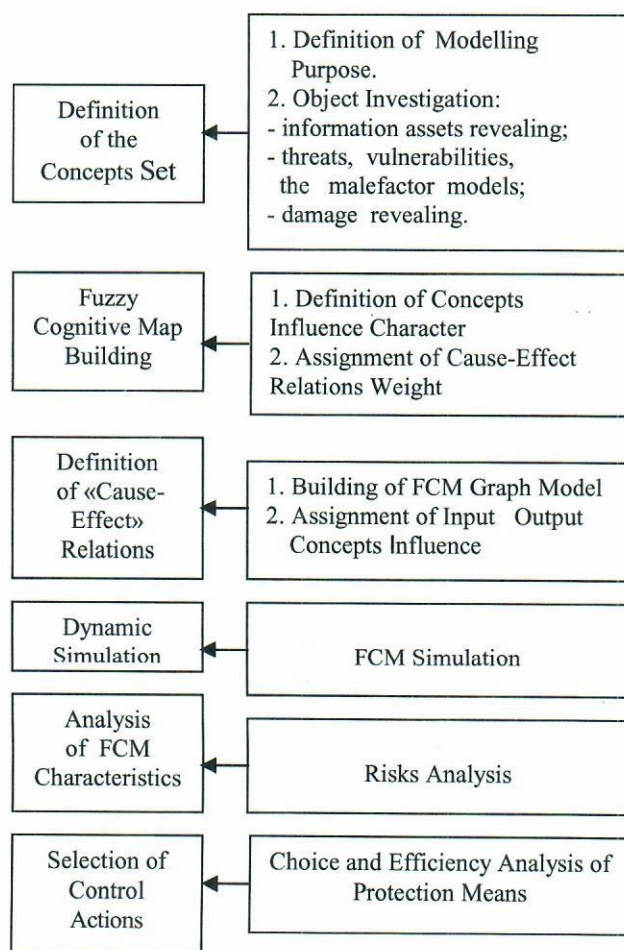 Definition
of the
Concepts Set
1. Definition of Modelling
Purpose.
2. Object Investigation:
- information assets revealing;
- threats, vulnerabilities,
the malefactor models;
- damage revealing.
Fuzzy
Cognitive Map
Building
1. Definition of Concepts
Influence Character
2. Assignment of Cause-Effect
Relations Weight
Definition
of «Cause-
Effect»
Relations
1. Building of FCM Graph Model
2. Assignment of Input Output
Concepts Influence
Dynamic
Simulation
FCM Simulation
Analysis
of FCM
Characteristics
Risks Analysis
Selection of
Control
Actions
Choice and Efficiency Analysis of
Protection Means